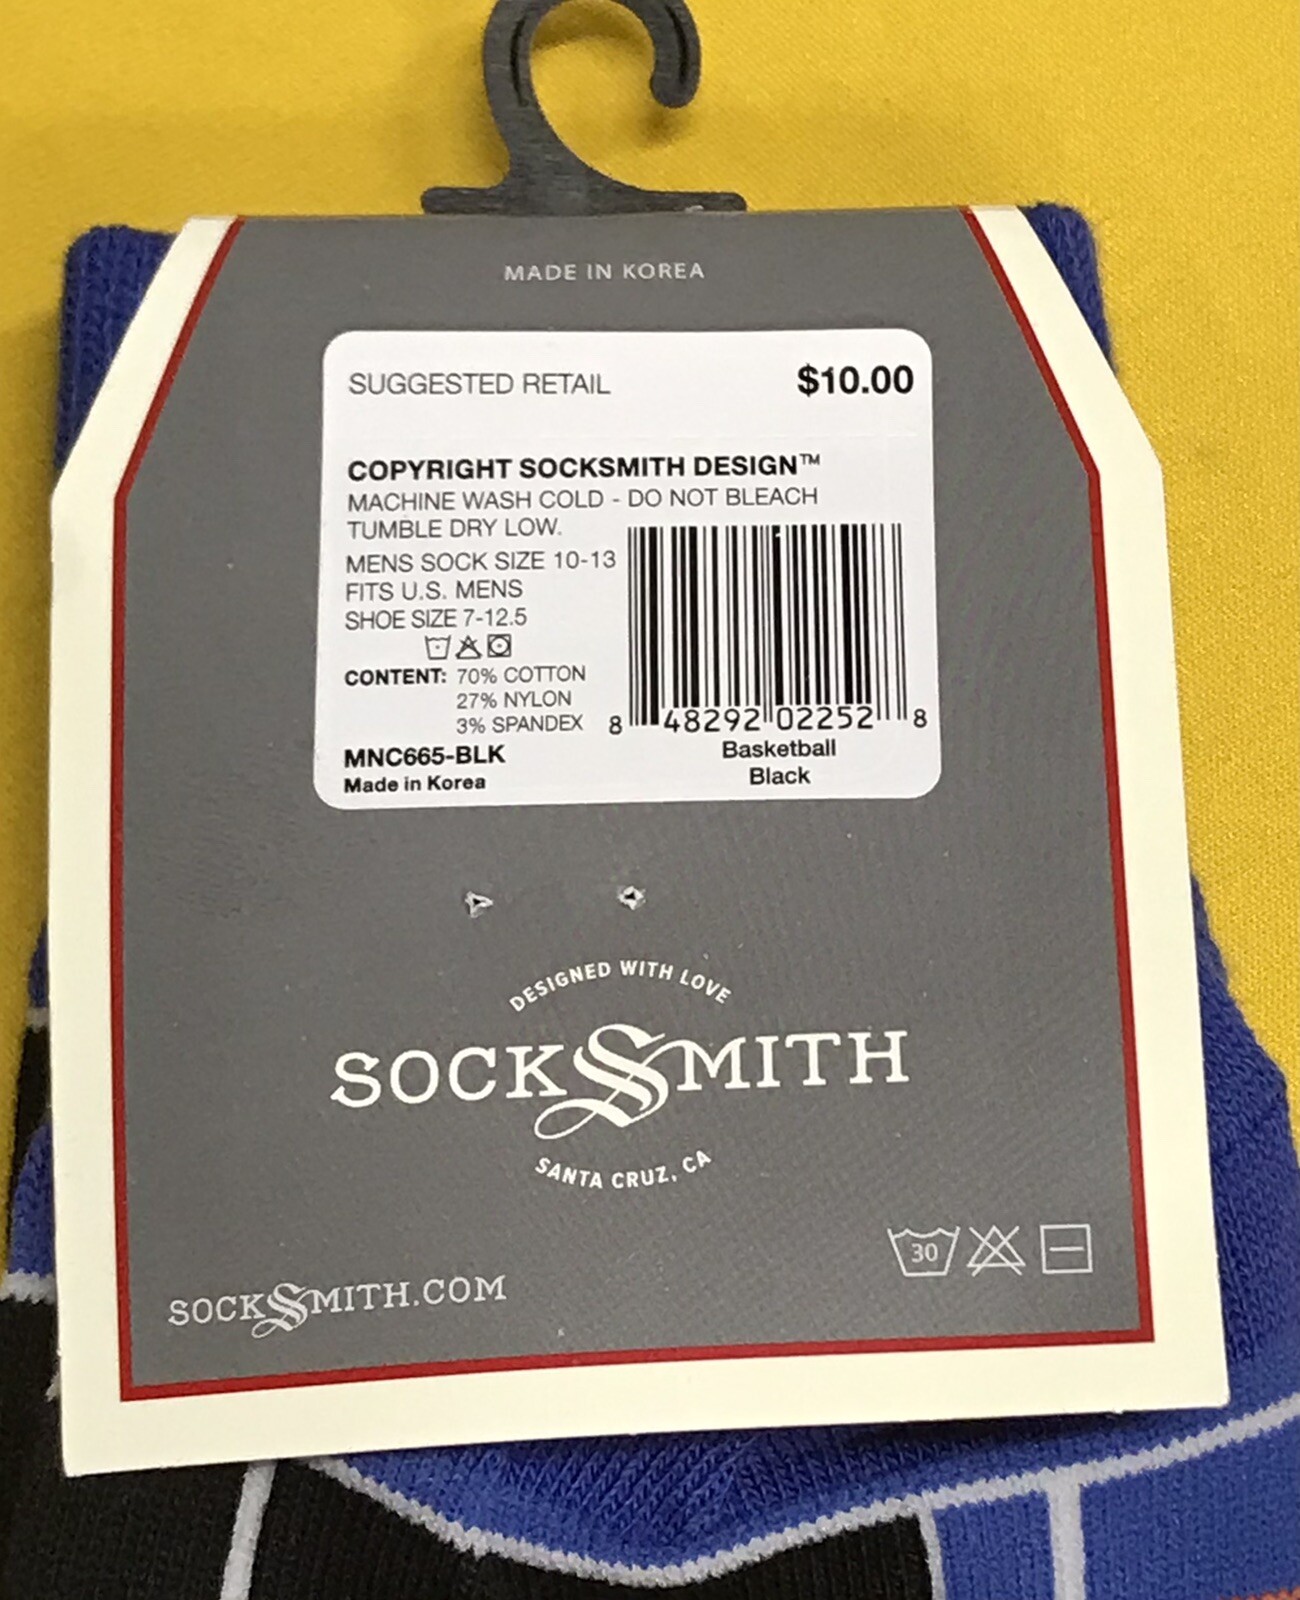 MADE IN KOREA
SUGGESTED RETAIL $10.00
COPYRIGHT SOCKSMITH DESIGN™
MACHINE WASH COLD - DO NOT BLEACH
TUMBLE DRY LOW.
MENS SOCK SIZE 10-13
FITS U.S. MENS
SHOE SIZE 7-12.5
CONTENT: 70% COTTON
27% NYLON
3% SPANDEX
8 48292 02252 8
MNC665-BLK
Made in Korea
Basketball
Black
DESIGNED WITH LOVE
SOCKSMITH
SANTA CRUZ, CA
30
SOCKSMITH.COM